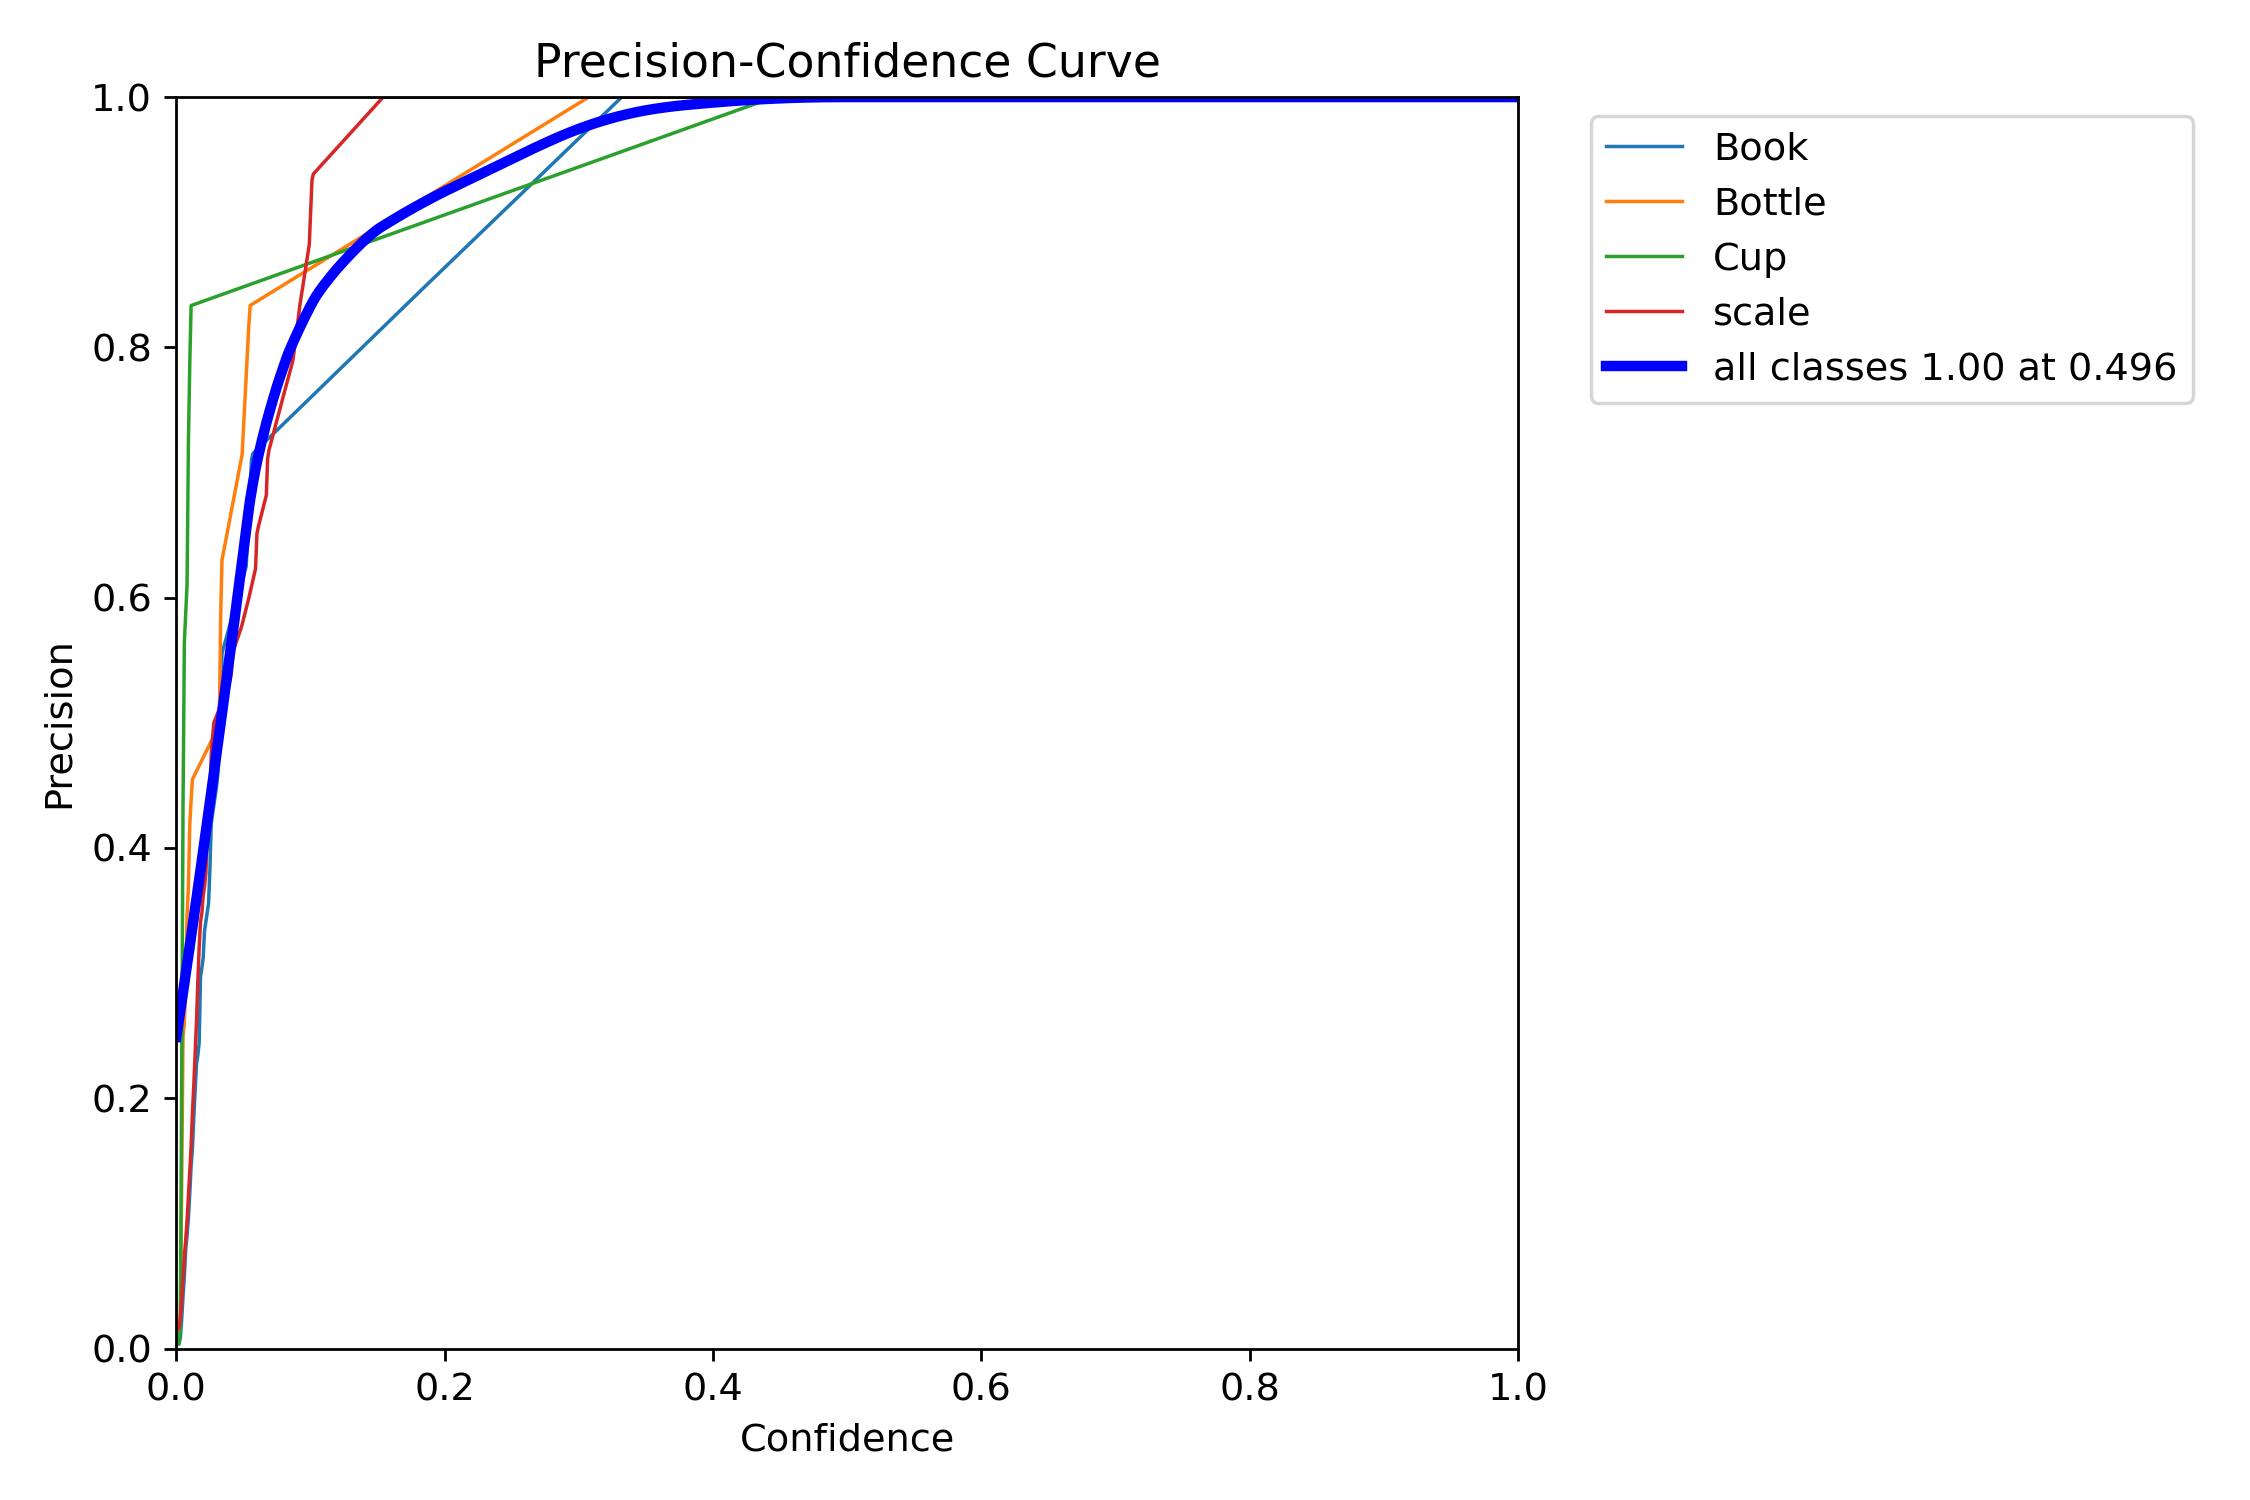 Precision-Confidence Curve
1.0
0.8
0.6
0.4
0.2
0.0
Precision
0.0 0.2 0.4 0.6 0.8 1.0
Confidence
Book
Bottle
Cup
scale
all classes 1.00 at 0.496